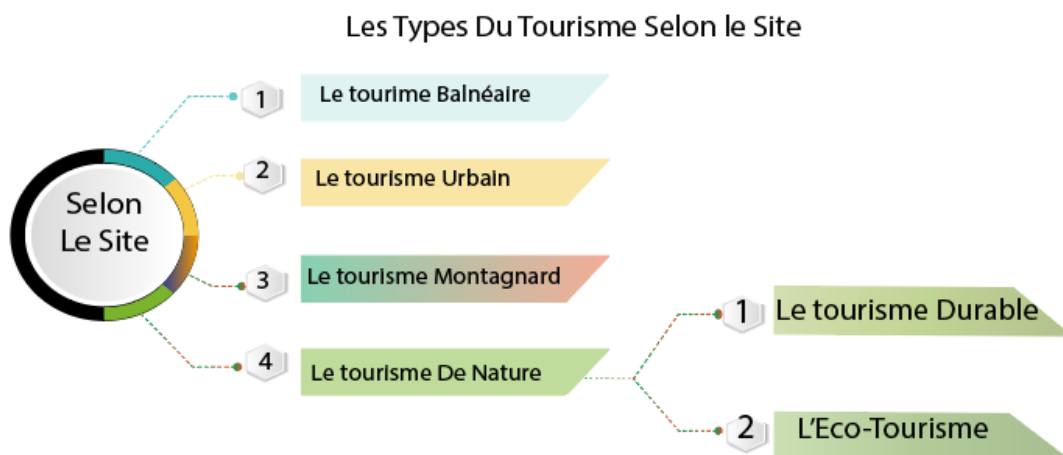 Les Types Du Tourisme Selon le Site
Selon
Le Site
1
Le tourime Balnéaire
2
Le tourisme Urbain
3
Le tourisme Montagnard
4
Le tourisme De Nature
1
Le tourisme Durable
2
L'Eco-Tourisme